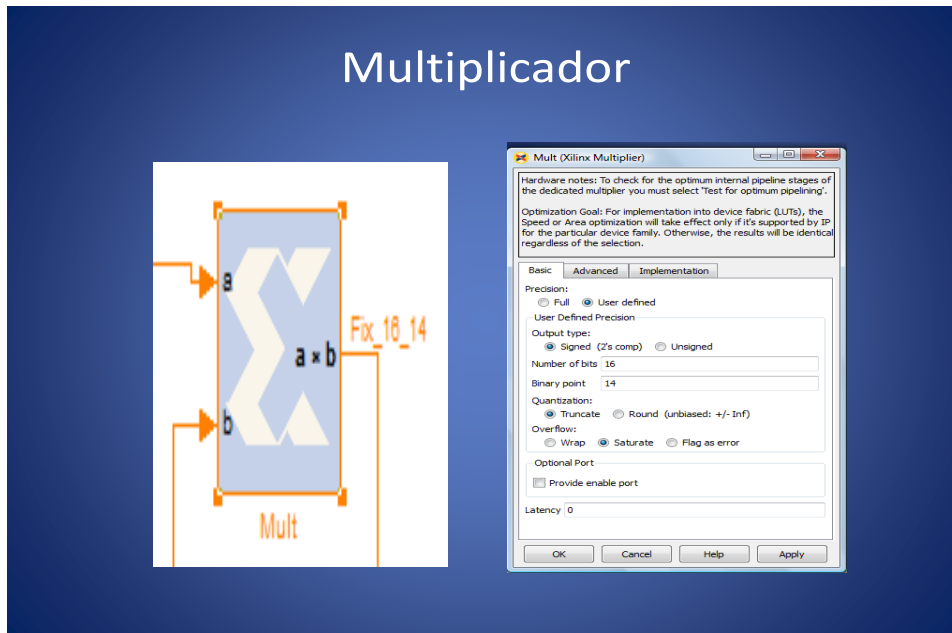 Multiplicador
a
b
a × b
Fix_16_14
Mult
Mult (Xilinx Multiplier)
Hardware notes: To check for the optimum internal pipeline stages of
the dedicated multiplier you must select 'Test for optimum pipelining'.
Optimization Goal: For implementation into device fabric (LUTs), the
Speed or Area optimization will take effect only if it's supported by IP
for the particular device family. Otherwise, the results will be identical
regardless of the selection.
Basic Advanced Implementation
Precision:
Full User defined
User Defined Precision
Output type:
Signed (2's comp) Unsigned
Number of bits 16
Binary point 14
Quantization:
Truncate Round (unbiased: +/- Inf)
Overflow:
Wrap Saturate Flag as error
Optional Port
Provide enable port
Latency 0
OK Cancel Help Apply